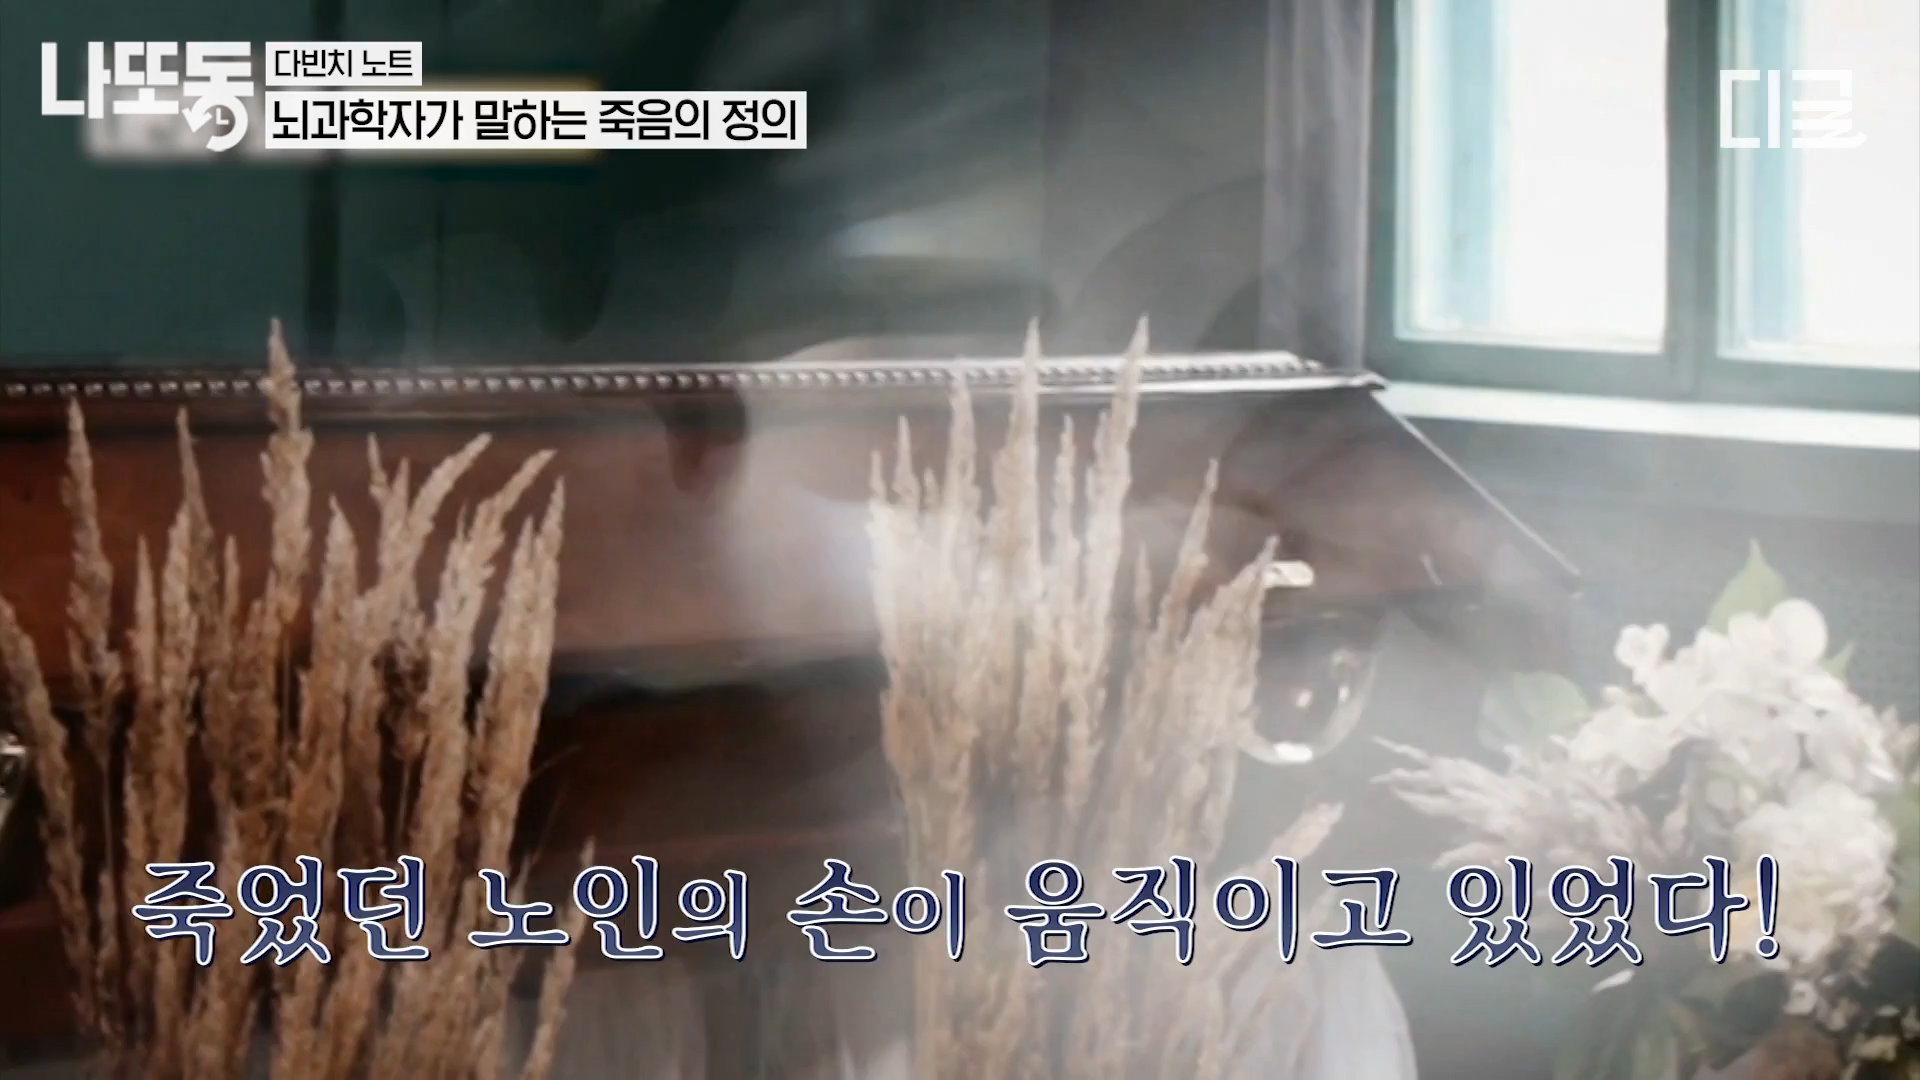 나또동
다빈치 노트
뇌과학자가 말하는 죽음의 정의
디글
죽었던 노인의 손이 움직이고 있었다!